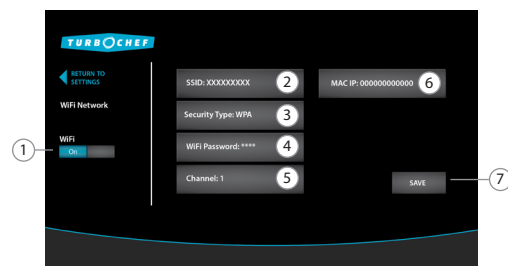 TURBOCHEF
RETURN TO
SETTINGS
WiFi Network
WiFi
On
1
SSID: XXXXXXXXX
2
Security Type: WPA
3
WiFi Password: ****
4
Channel: 1
5
MAC IP: 000000000000
6
SAVE
7